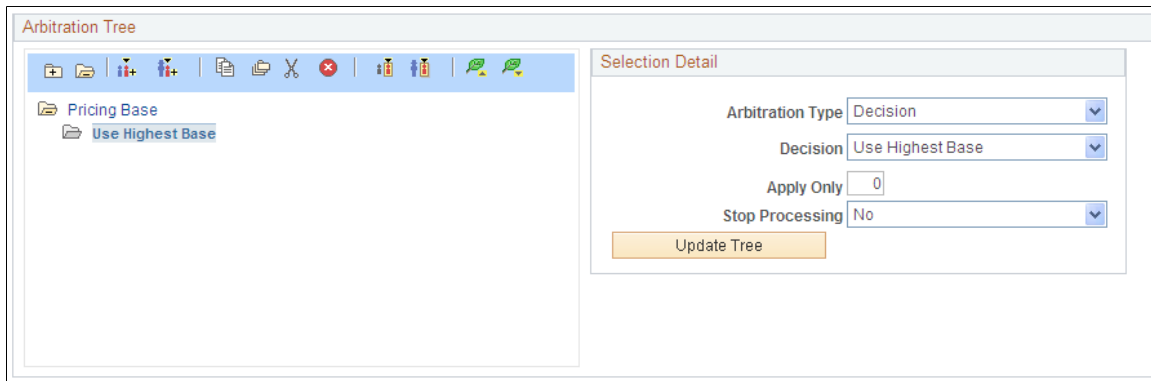 Arbitration Tree
Pricing Base
Use Highest Base
Selection Detail
Arbitration Type Decision
Decision Use Highest Base
Apply Only 0
Stop Processing No
Update Tree